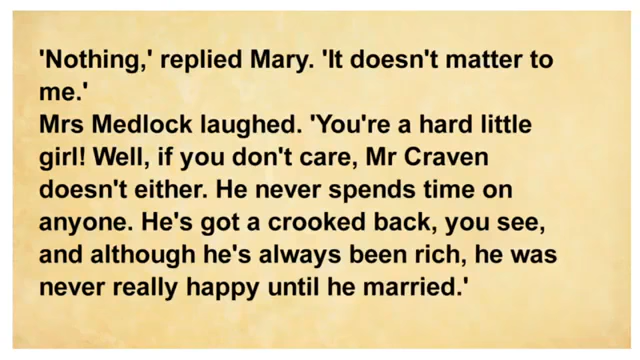 'Nothing,' replied Mary. 'It doesn't matter to
me.'
Mrs Medlock laughed. 'You're a hard little
girl! Well, if you don't care, Mr Craven
doesn't either. He never spends time on
anyone. He's got a crooked back, you see,
and although he's always been rich, he was
never really happy until he married.'